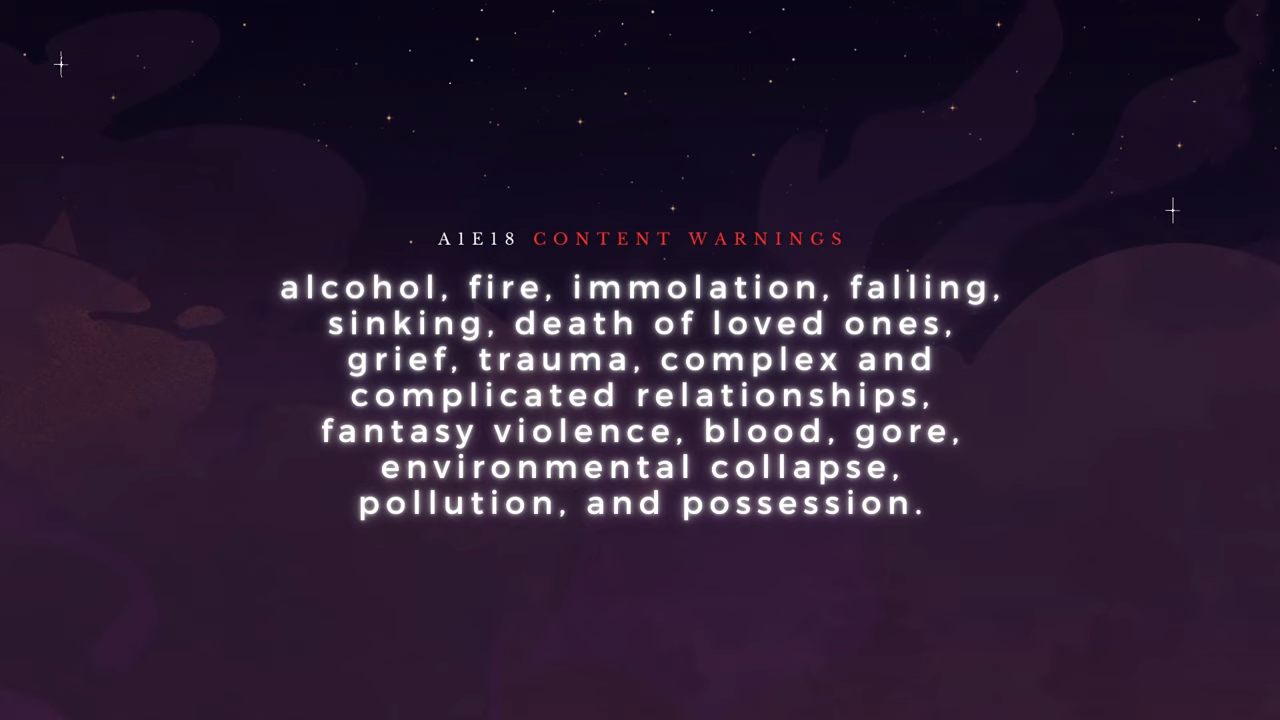 A1E18 CONTENT WARNINGS
alcohol, fire, immolation, falling,
sinking, death of loved ones,
grief, trauma, complex and
complicated relationships,
fantasy violence, blood, gore,
environmental collapse,
pollution, and possession.